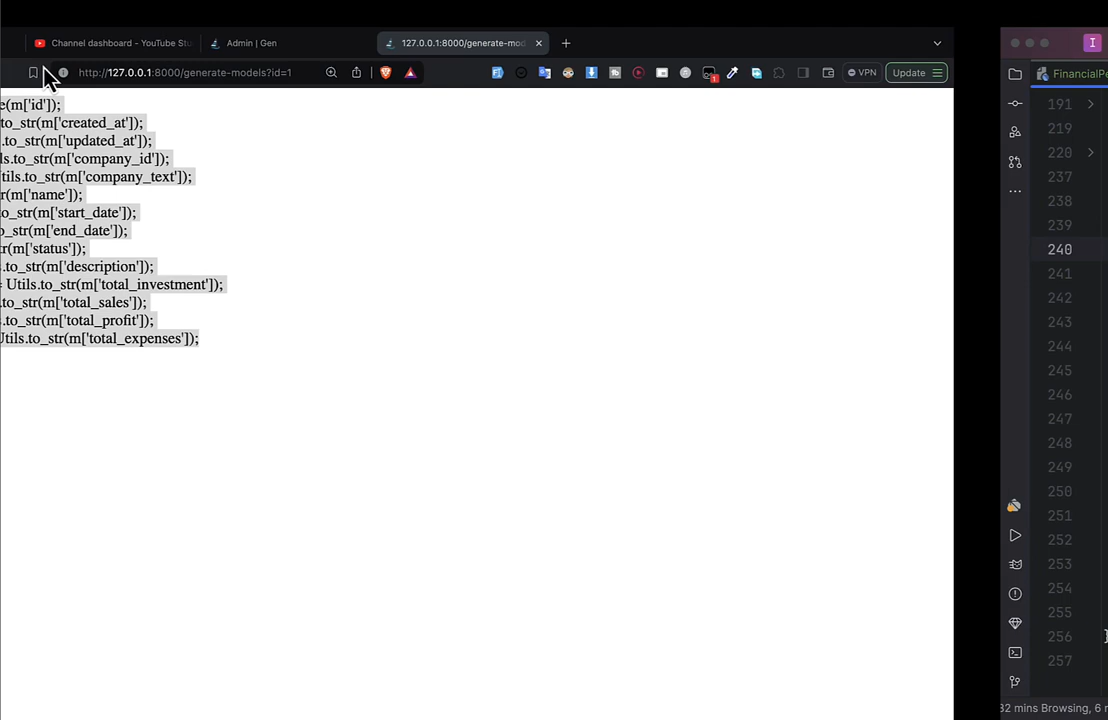 Channel dashboard - YouTube Stu
Admin | Gen
127.0.0.1:8000/generate-mod
http://127.0.0.1:8000/generate-models?id=1
1
VPN
Update
I
FinancialPe
e(m['id']);
to_str(m['created_at']);
.to_str(m['updated_at']);
ls.to_str(m['company_id']);
tils.to_str(m['company_text']);
r(m['name']);
o_str(m['start_date']);
o_str(m['end_date']);
tr(m['status']);
s.to_str(m['description']);
= Utils.to_str(m['total_investment']);
.to_str(m['total_sales']);
s.to_str(m['total_profit']);
Utils.to_str(m['total_expenses']);
191
219
220
237
238
239
240
241
242
243
244
245
246
247
248
249
250
251
252
253
254
255
256
257
32 mins Browsing, 6 m